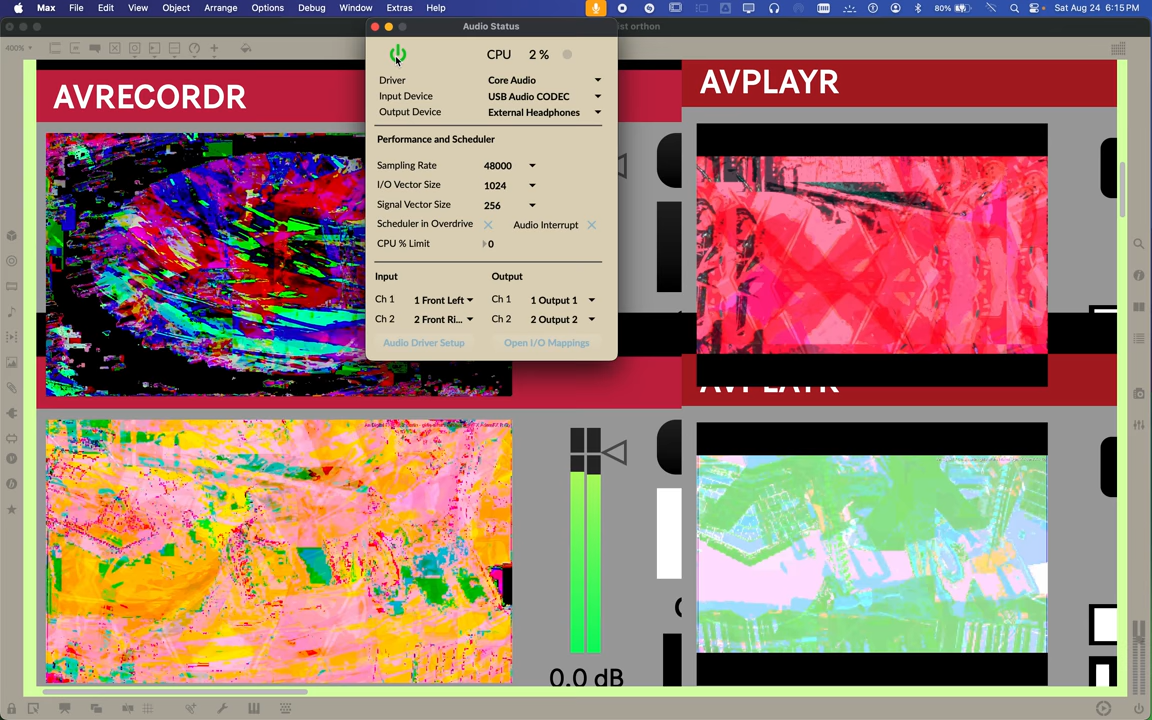 Max File Edit View Object Arrange Options Debug Window Extras Help 80% Sat Aug 24 6:15 PM
Audio Status
ist orthon
400%
CPU 2 %
Driver Core Audio
Input Device USB Audio CODEC
Output Device External Headphones
Performance and Scheduler
Sampling Rate 48000
I/O Vector Size 1024
Signal Vector Size 256
Scheduler in Overdrive Audio Interrupt
CPU % Limit 0
Input Output
Ch 1 1 Front Left Ch 1 1 Output 1
Ch 2 2 Front Ri... Ch 2 2 Output 2
Audio Driver Setup Open I/O Mappings
AVRECORDR
AVPLAYR
AVPLAYR
0.0 dB